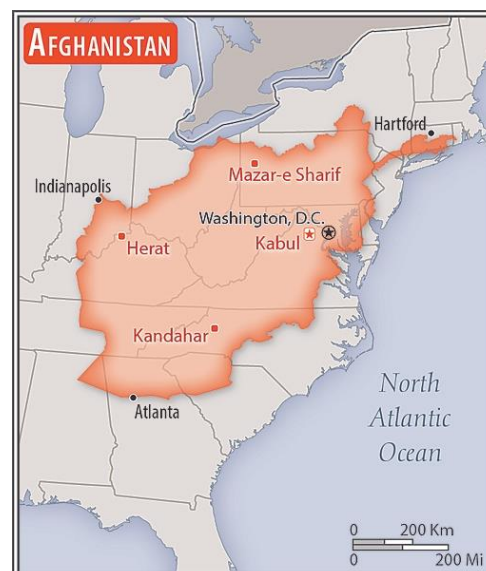 AFGHANISTAN
Hartford
Mazar-e Sharif
Indianapolis
Washington, D.C.
Herat
Kabul
Kandahar
Atlanta
North
Atlantic
Ocean
0 200 Km
0 200 Mi